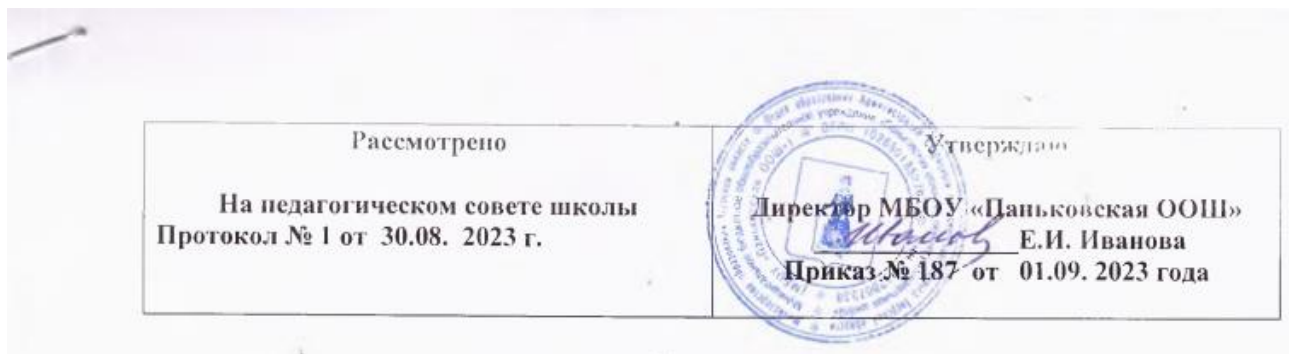 Рассмотрено
На педагогическом совете школы
Протокол № 1 от 30.08. 2023 г.
Утверждаю
Директор МБОУ «Паньковская ООШ»
Е.И. Иванова
Приказ № 187 от 01.09. 2023 года